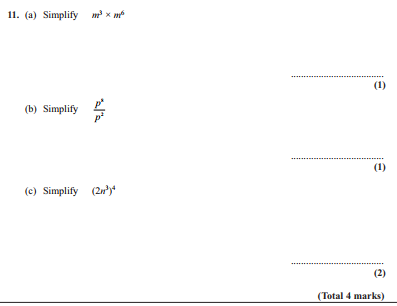 11. (a) Simplify m³ × m⁶
(1)
(b) Simplify p⁸/p²
(1)
(c) Simplify (2n³)⁴
(2)
(Total 4 marks)